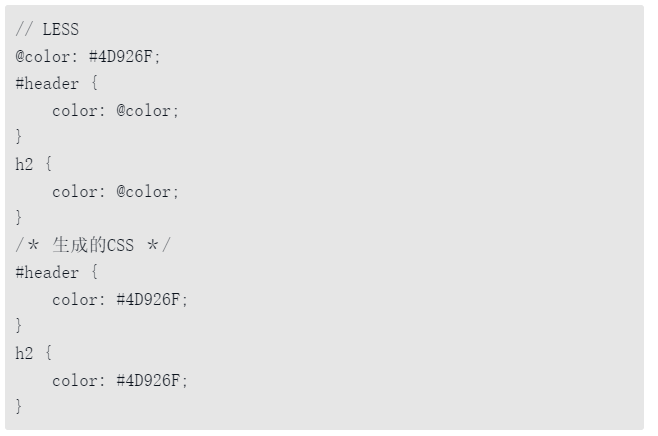 // LESS
@color: #4D926F;
#header {
    color: @color;
}
h2 {
    color: @color;
}
/* 生成的CSS */
#header {
    color: #4D926F;
}
h2 {
    color: #4D926F;
}